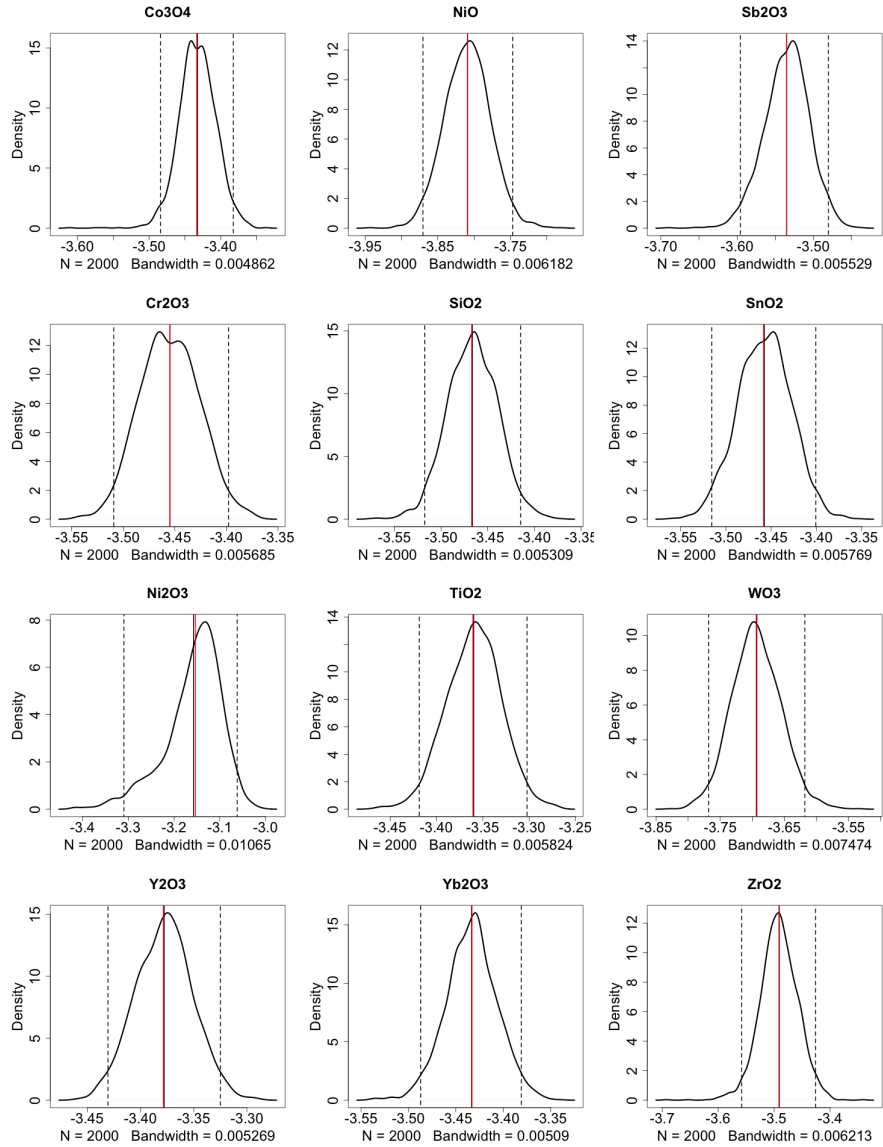 Co3O4 NiO Sb2O3
Density 0 5 10 15
-3.60 -3.50 -3.40
N = 2000 Bandwidth = 0.004862
Density 0 2 4 6 8 10 12
-3.95 -3.85 -3.75
N = 2000 Bandwidth = 0.006182
Density 0 2 4 6 8 10 14
-3.70 -3.60 -3.50
N = 2000 Bandwidth = 0.005529
Cr2O3 SiO2 SnO2
Density 0 2 4 6 8 10 12
-3.55 -3.50 -3.45 -3.40 -3.35
N = 2000 Bandwidth = 0.005685
Density 0 5 10 15
-3.55 -3.50 -3.45 -3.40 -3.35
N = 2000 Bandwidth = 0.005309
Density 0 2 4 6 8 10 12
-3.55 -3.50 -3.45 -3.40 -3.35
N = 2000 Bandwidth = 0.005769
Ni2O3 TiO2 WO3
Density 0 2 4 6 8
-3.4 -3.3 -3.2 -3.1 -3.0
N = 2000 Bandwidth = 0.01065
Density 0 2 4 6 8 10 14
-3.45 -3.40 -3.35 -3.30 -3.25
N = 2000 Bandwidth = 0.005824
Density 0 2 4 6 8 10
-3.85 -3.75 -3.65 -3.55
N = 2000 Bandwidth = 0.007474
Y2O3 Yb2O3 ZrO2
Density 0 5 10 15
-3.45 -3.40 -3.35 -3.30
N = 2000 Bandwidth = 0.005269
Density 0 5 10 15
-3.55 -3.50 -3.45 -3.40 -3.35
N = 2000 Bandwidth = 0.00509
Density 0 2 4 6 8 10 12
-3.7 -3.6 -3.5 -3.4
N = 2000 Bandwidth = 0.006213